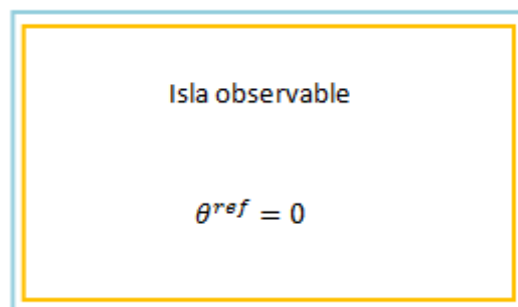 Isla observable
θ^{ref} = 0